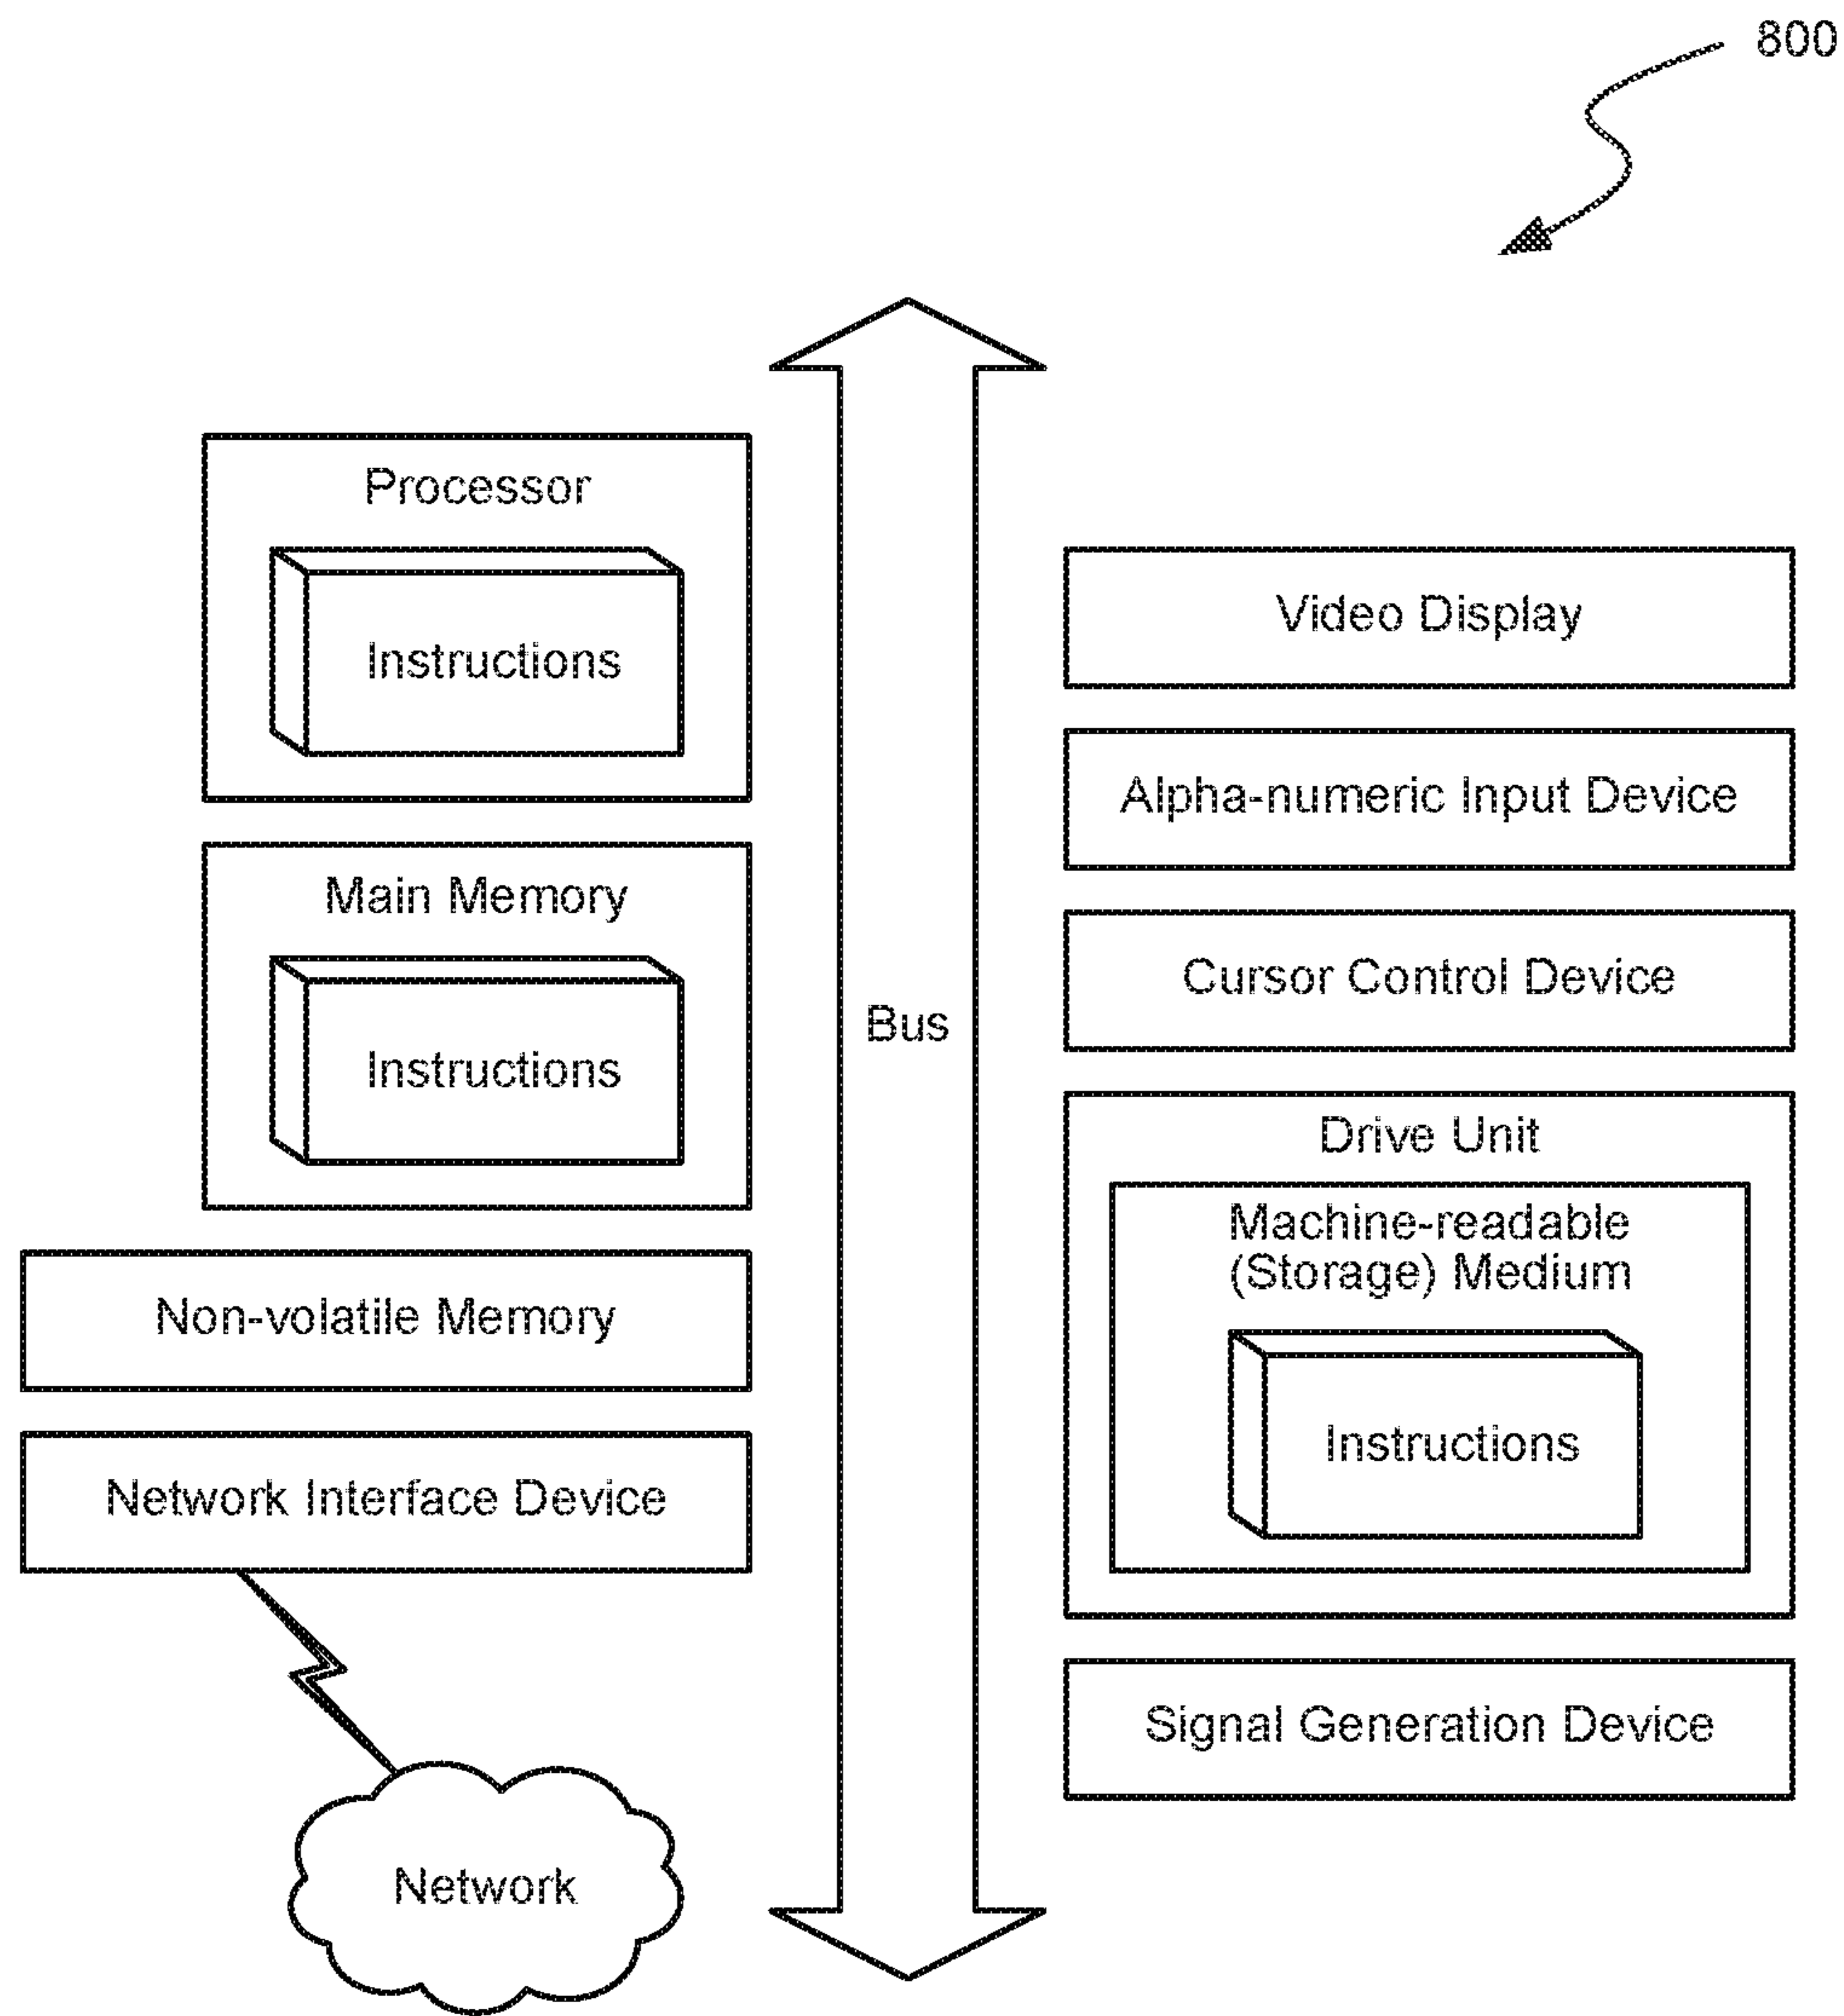 800
Processor
Instructions
Main Memory
Instructions
Non-volatile Memory
Network Interface Device
Network
Bus
Video Display
Alpha-numeric Input Device
Cursor Control Device
Drive Unit
Machine-readable
(Storage) Medium
Instructions
Signal Generation Device